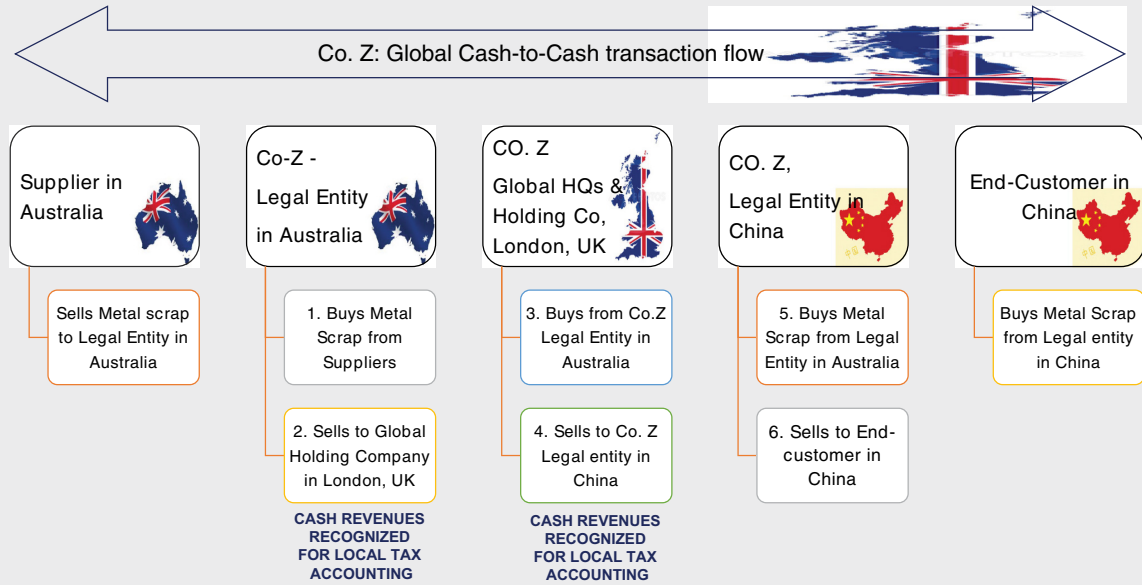 Co. Z: Global Cash-to-Cash transaction flow
Supplier in
Australia
Co-Z -
Legal Entity
in Australia
CO. Z
Global HQs &
Holding Co,
London, UK
CO. Z,
Legal Entity in
China
End-Customer in
China
Sells Metal scrap
to Legal Entity in
Australia
1. Buys Metal
Scrap from
Suppliers
3. Buys from Co.Z
Legal Entity in
Australia
5. Buys Metal
Scrap from Legal
Entity in Australia
Buys Metal Scrap
from Legal entity
in China
2. Sells to Global
Holding Company
in London, UK
4. Sells to Co. Z
Legal entity in
China
6. Sells to End-
customer in
China
CASH REVENUES
RECOGNIZED
FOR LOCAL TAX
ACCOUNTING
CASH REVENUES
RECOGNIZED
FOR LOCAL TAX
ACCOUNTING